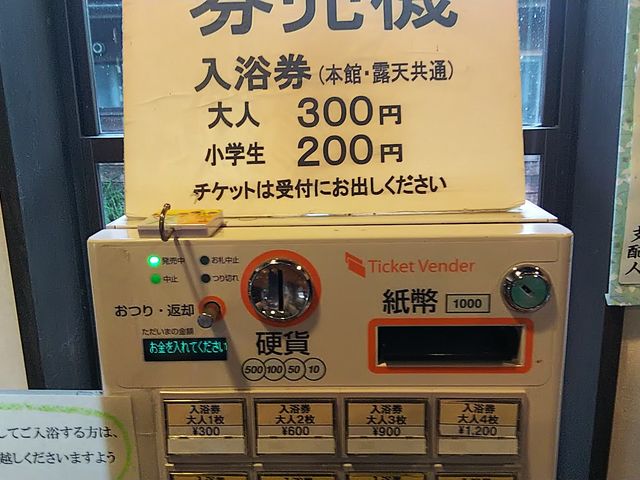 券売機
入浴券(本館・露天共通)
大人 300円
小学生 200円
チケットは受付にお出しください
発売中 お札中止
中止 つり切れ
Ticket Vender
おつり・返却
紙幣 1000
ただいまの金額
お金を入れてください
硬貨
500 100 50 10
入浴券 大人1枚 ¥300
入浴券 大人2枚 ¥600
入浴券 大人3枚 ¥900
入浴券 大人4枚 ¥1,200
してご入浴する方は、
越しくださいますよう